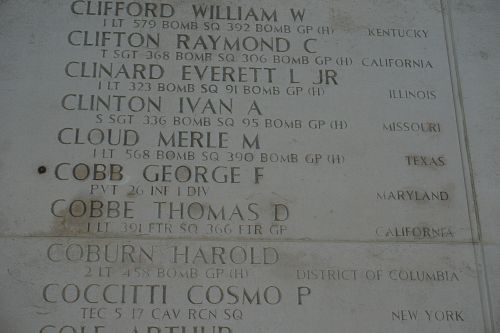 CLIFFORD WILLIAM W
1 LT 579 BOMB SQ 392 BOMB GP (H) KENTUCKY
CLIFTON RAYMOND C
T SGT 368 BOMB SQ 306 BOMB GP (H) CALIFORNIA
CLINARD EVERETT L JR
1 LT 323 BOMB SQ 91 BOMB GP (H) ILLINOIS
CLINTON IVAN A
S SGT 336 BOMB SQ 95 BOMB GP (H) MISSOURI
CLOUD MERLE M
1 LT 568 BOMB SQ 390 BOMB GP (H) TEXAS
COBB GEORGE F
PVT 26 INF 1 DIV MARYLAND
COBBE THOMAS D
1 LT 391 FTR SQ 366 FTR GP CALIFORNIA
COBURN HAROLD
2 LT 458 BOMB GP (H) DISTRICT OF COLUMBIA
COCCITTI COSMO P
TEC 5 17 CAV RCN SQ NEW YORK
COLE ARTHUR